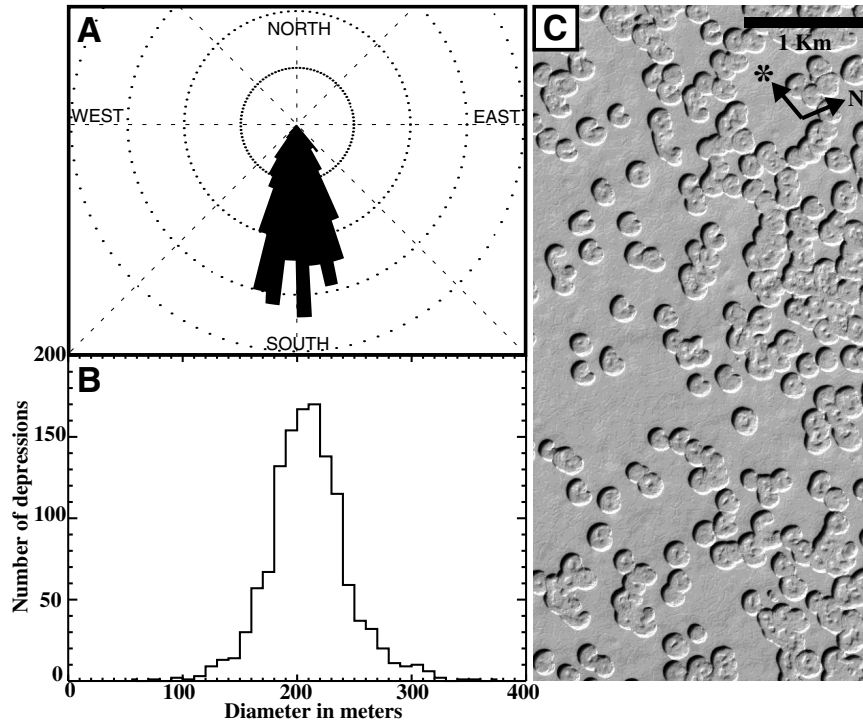 A
NORTH
WEST
EAST
SOUTH
B
200
150
100
50
0
Number of depressions
0 100 200 300 400
Diameter in meters
C
1 Km
*
N